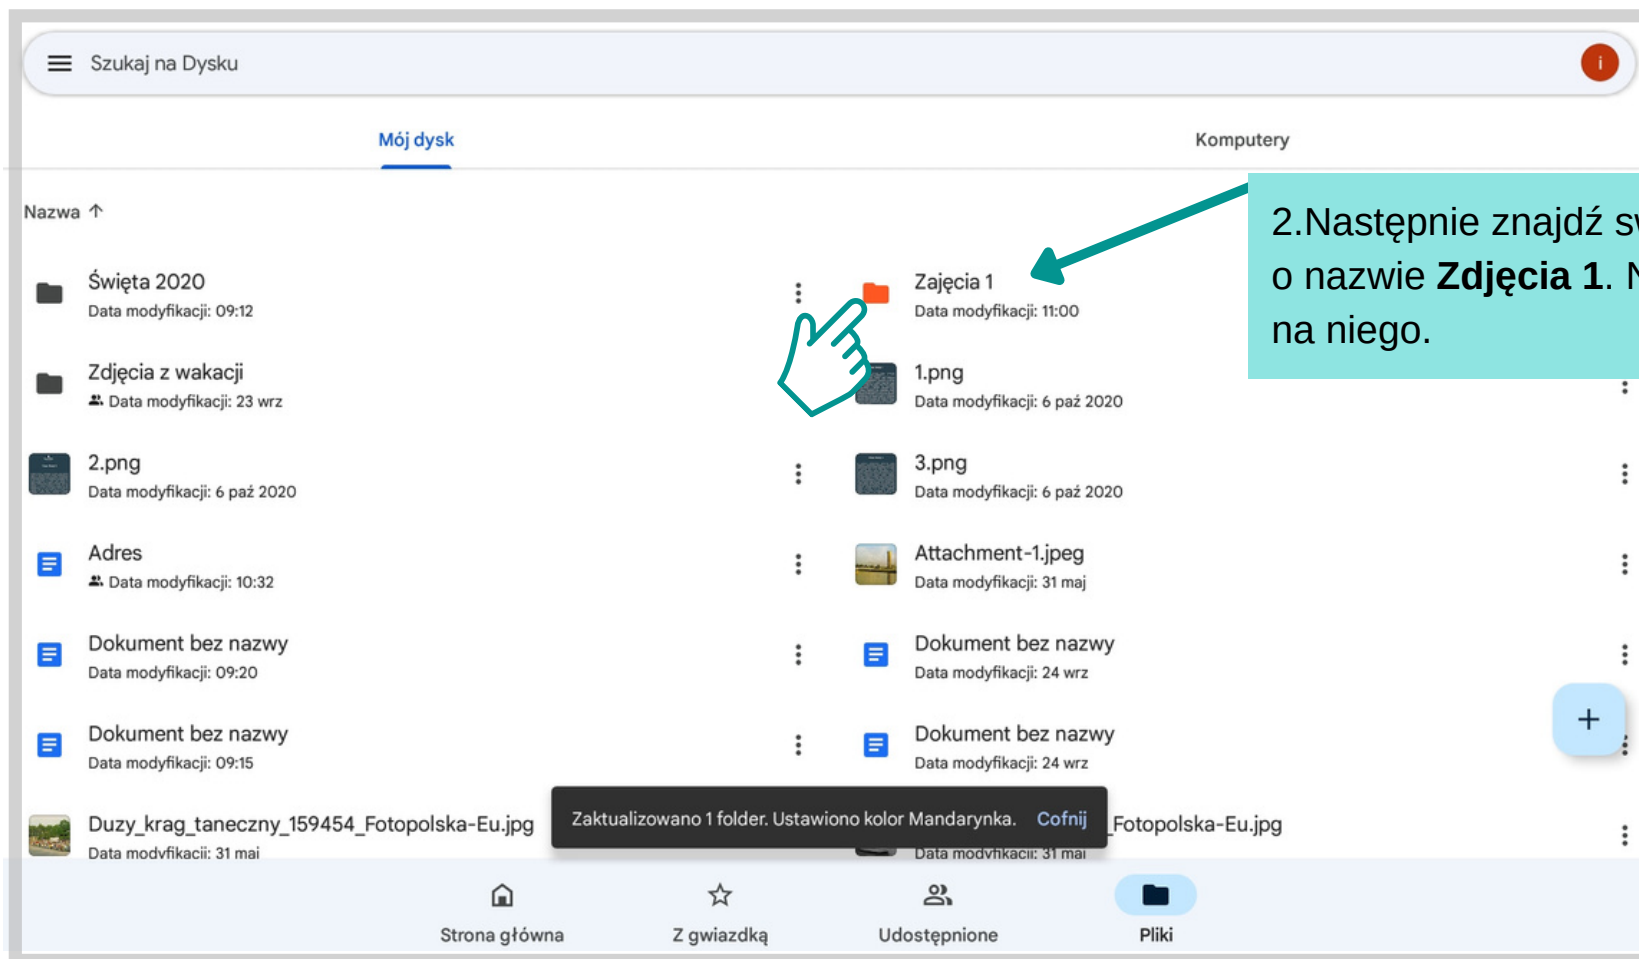 Szukaj na Dysku
i
Mój dysk
Komputery
Nazwa ↑
2.Następnie znajdź
o nazwie Zdjęcia 1.
na niego.
Święta 2020
Data modyfikacji: 09:12
Zajęcia 1
Data modyfikacji: 11:00
Zdjęcia z wakacji
Data modyfikacji: 23 wrz
1.png
Data modyfikacji: 6 paź 2020
2.png
Data modyfikacji: 6 paź 2020
3.png
Data modyfikacji: 6 paź 2020
Adres
Data modyfikacji: 10:32
Attachment-1.jpeg
Data modyfikacji: 31 maj
Dokument bez nazwy
Data modyfikacji: 09:20
Dokument bez nazwy
Data modyfikacji: 24 wrz
Dokument bez nazwy
Data modyfikacji: 09:15
Dokument bez nazwy
Data modyfikacji: 24 wrz
Duzy_krag_taneczny_159454_Fotopolska-Eu.jpg
Data modyfikacji: 31 maj
_Fotopolska-Eu.jpg
Data modyfikacji: 31 maj
Zaktualizowano 1 folder. Ustawiono kolor Mandarynka. Cofnij
Strona główna
Z gwiazdką
Udostępnione
Pliki